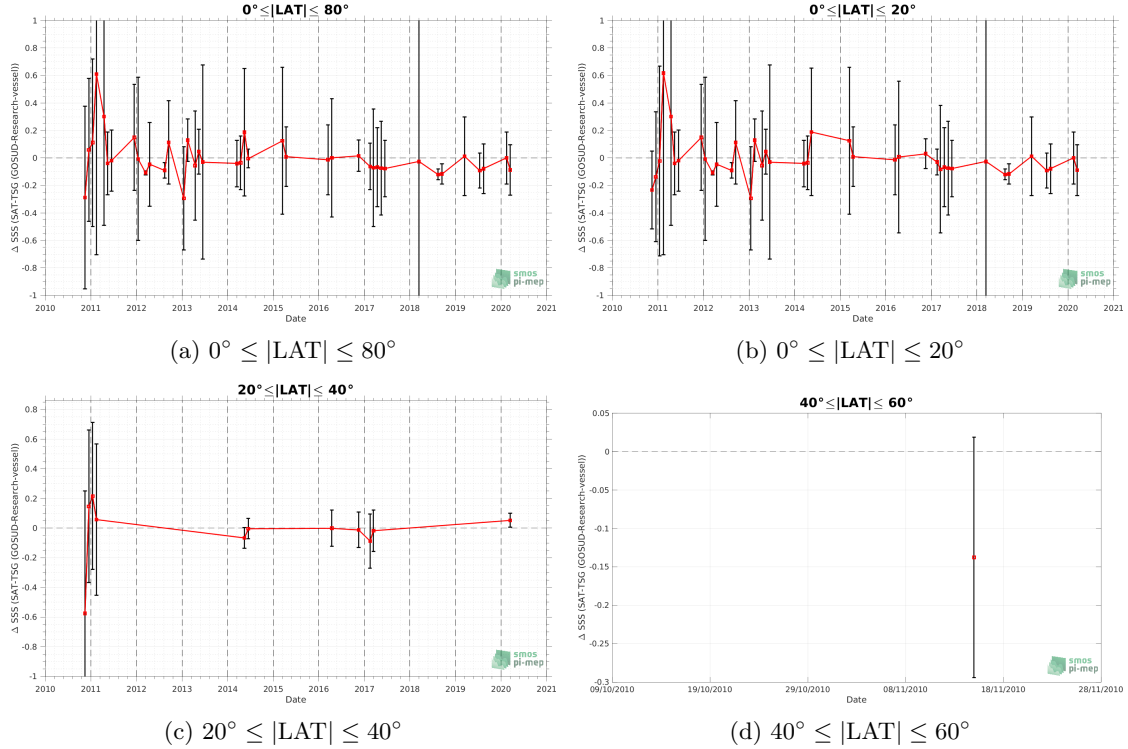 0°≤|LAT|≤ 80°
Δ SSS (SAT-TSG (GOSUD-Research-vessel))
1
0.8
0.6
0.4
0.2
0
-0.2
-0.4
-0.6
-0.8
-1
2010 2011 2012 2013 2014 2015 2016 2017 2018 2019 2020 2021
Date
smos
pi-mep
(a) 0° ≤ |LAT| ≤ 80°
0°≤|LAT|≤ 20°
Δ SSS (SAT-TSG (GOSUD-Research-vessel))
1
0.8
0.6
0.4
0.2
0
-0.2
-0.4
-0.6
-0.8
-1
2010 2011 2012 2013 2014 2015 2016 2017 2018 2019 2020 2021
Date
smos
pi-mep
(b) 0° ≤ |LAT| ≤ 20°
20°≤|LAT|≤ 40°
Δ SSS (SAT-TSG (GOSUD-Research-vessel))
0.8
0.6
0.4
0.2
0
-0.2
-0.4
-0.6
-0.8
-1
2010 2011 2012 2013 2014 2015 2016 2017 2018 2019 2020 2021
Date
smos
pi-mep
(c) 20° ≤ |LAT| ≤ 40°
40°≤|LAT|≤ 60°
Δ SSS (SAT-TSG (GOSUD-Research-vessel))
0.05
0
-0.05
-0.1
-0.15
-0.2
-0.25
-0.3
09/10/2010 19/10/2010 29/10/2010 08/11/2010 18/11/2010 28/11/2010
Date
smos
pi-mep
(d) 40° ≤ |LAT| ≤ 60°